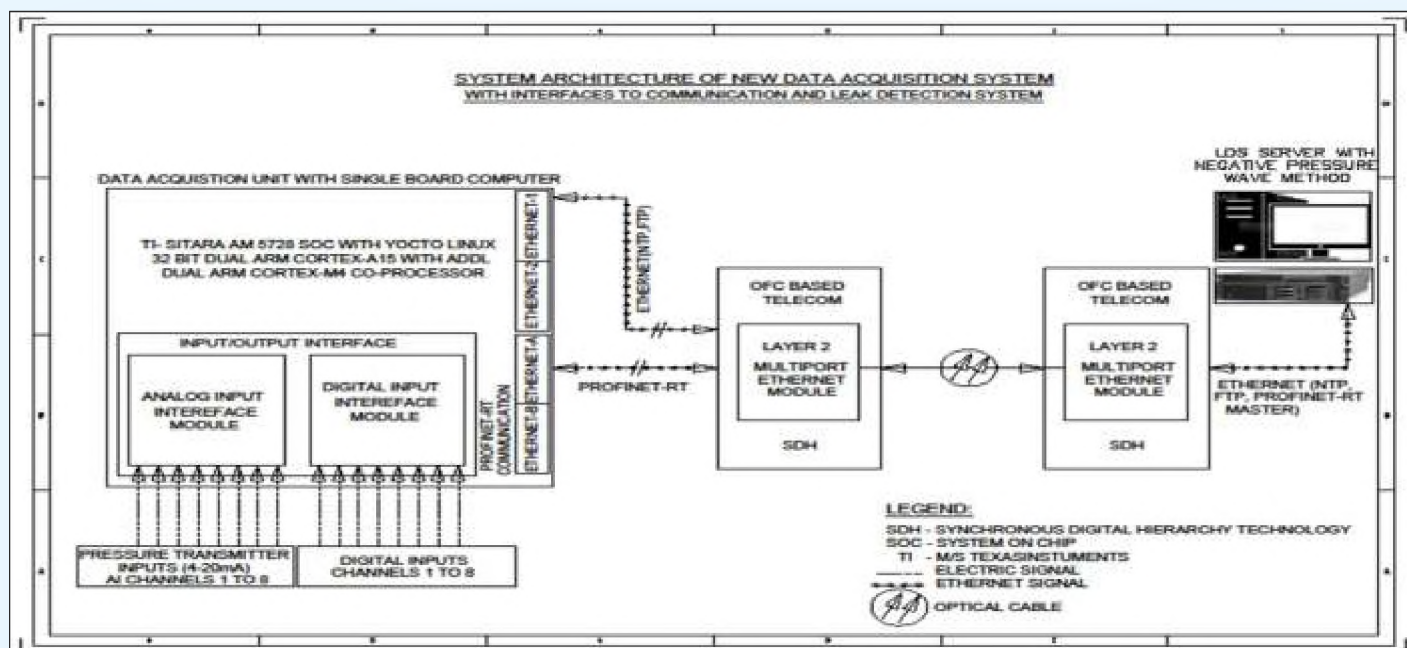 SYSTEM ARCHITECTURE OF NEW DATA ACQUISITION SYSTEM
WITH INTERFACES TO COMMUNICATION AND LEAK DETECTION SYSTEM
LDS SERVER WITH
NEGATIVE PRESSURE
WAVE METHOD
DATA ACQUISTION UNIT WITH SINGLE BOARD COMPUTER
TI- SITARA AM 5728 SOC WITH YOCTO LINUX
32 BIT DUAL ARM CORTEX-A15 WITH ADDL
DUAL ARM CORTEX-M4 CO-PROCESSOR
ETHERNET-1
ETHERNET-2
ETHERNET(NTP,FTP)
INPUT/OUTPUT INTERFACE
ANALOG INPUT
INTEREFACE
MODULE
DIGITAL INPUT
INTEREFACE
MODULE
PROFINET-RT
COMMUNICATION
ETHERNET-A
ETHERNET-B
PROFINET-RT
OFC BASED
TELECOM
LAYER 2
MULTIPORT
ETHERNET
MODULE
SDH
OFC BASED
TELECOM
LAYER 2
MULTIPORT
ETHERNET
MODULE
SDH
ETHERNET (NTP,
FTP, PROFINET-RT
MASTER)
PRESSURE TRANSMITTER
INPUTS (4-20mA)
AI CHANNELS 1 TO 8
DIGITAL INPUTS
CHANNELS 1 TO 8
LEGEND:
SDH - SYNCHRONOUS DIGITAL HIERARCHY TECHNOLOGY
SOC - SYSTEM ON CHIP
TI - M/S TEXASINSTUMENTS
ELECTRIC SIGNAL
ETHERNET SIGNAL
OPTICAL CABLE